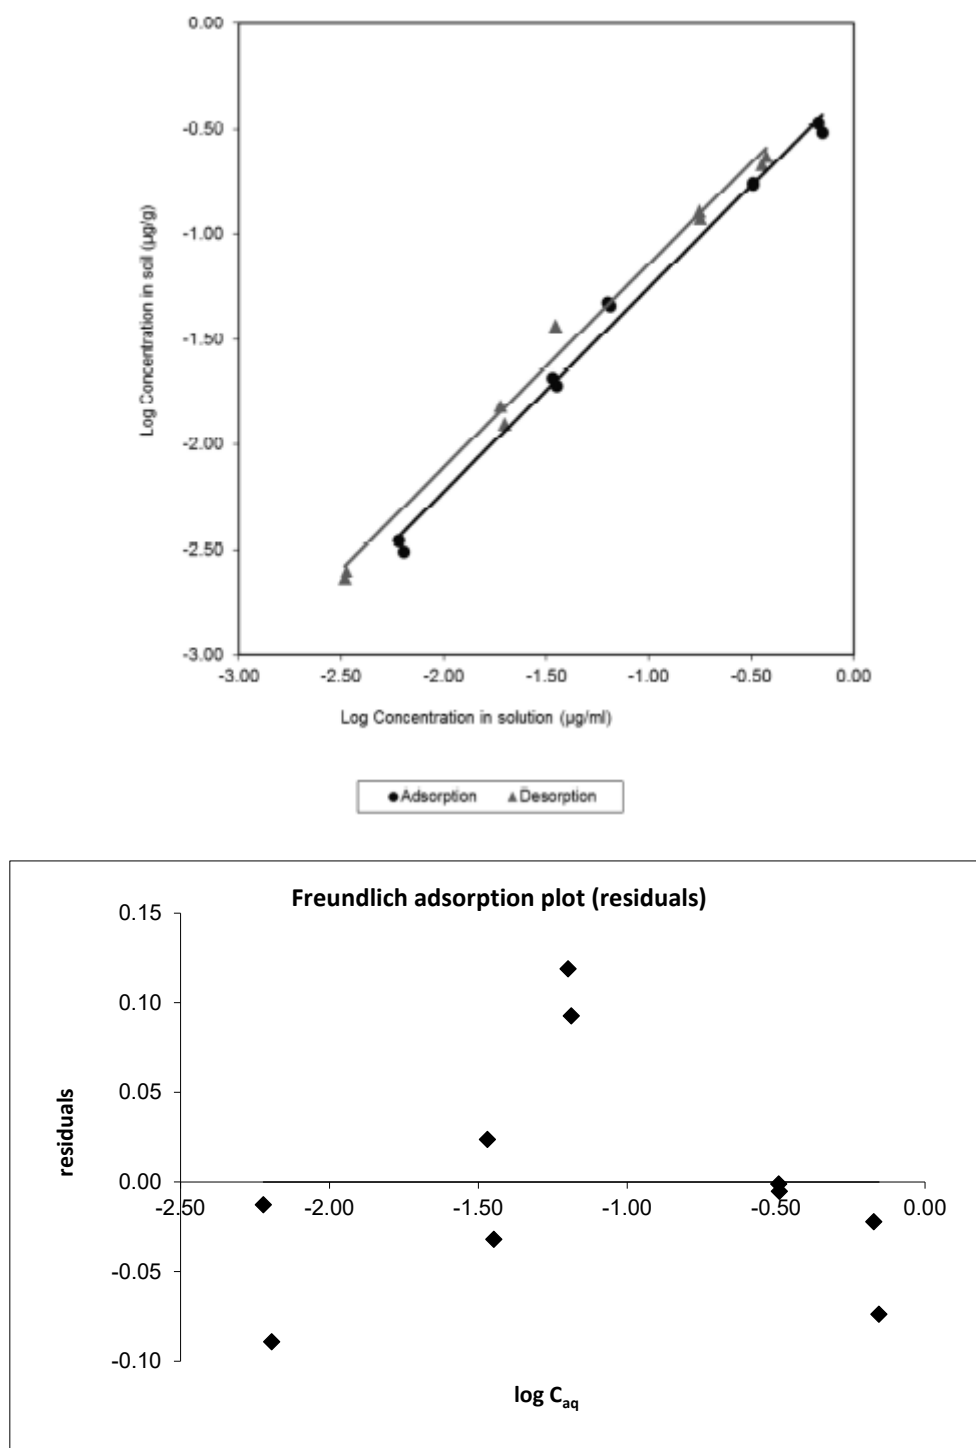 0.00
-0.50
-1.00
-1.50
-2.00
-2.50
-3.00
Log Concentration in soil (µg/g)
-3.00 -2.50 -2.00 -1.50 -1.00 -0.50 0.00
Log Concentration in solution (µg/ml)
Adsorption Desorption
Freundlich adsorption plot (residuals)
0.15
0.10
0.05
0.00
-0.05
-0.10
residuals
-2.50 -2.00 -1.50 -1.00 -0.50 0.00
log Caq